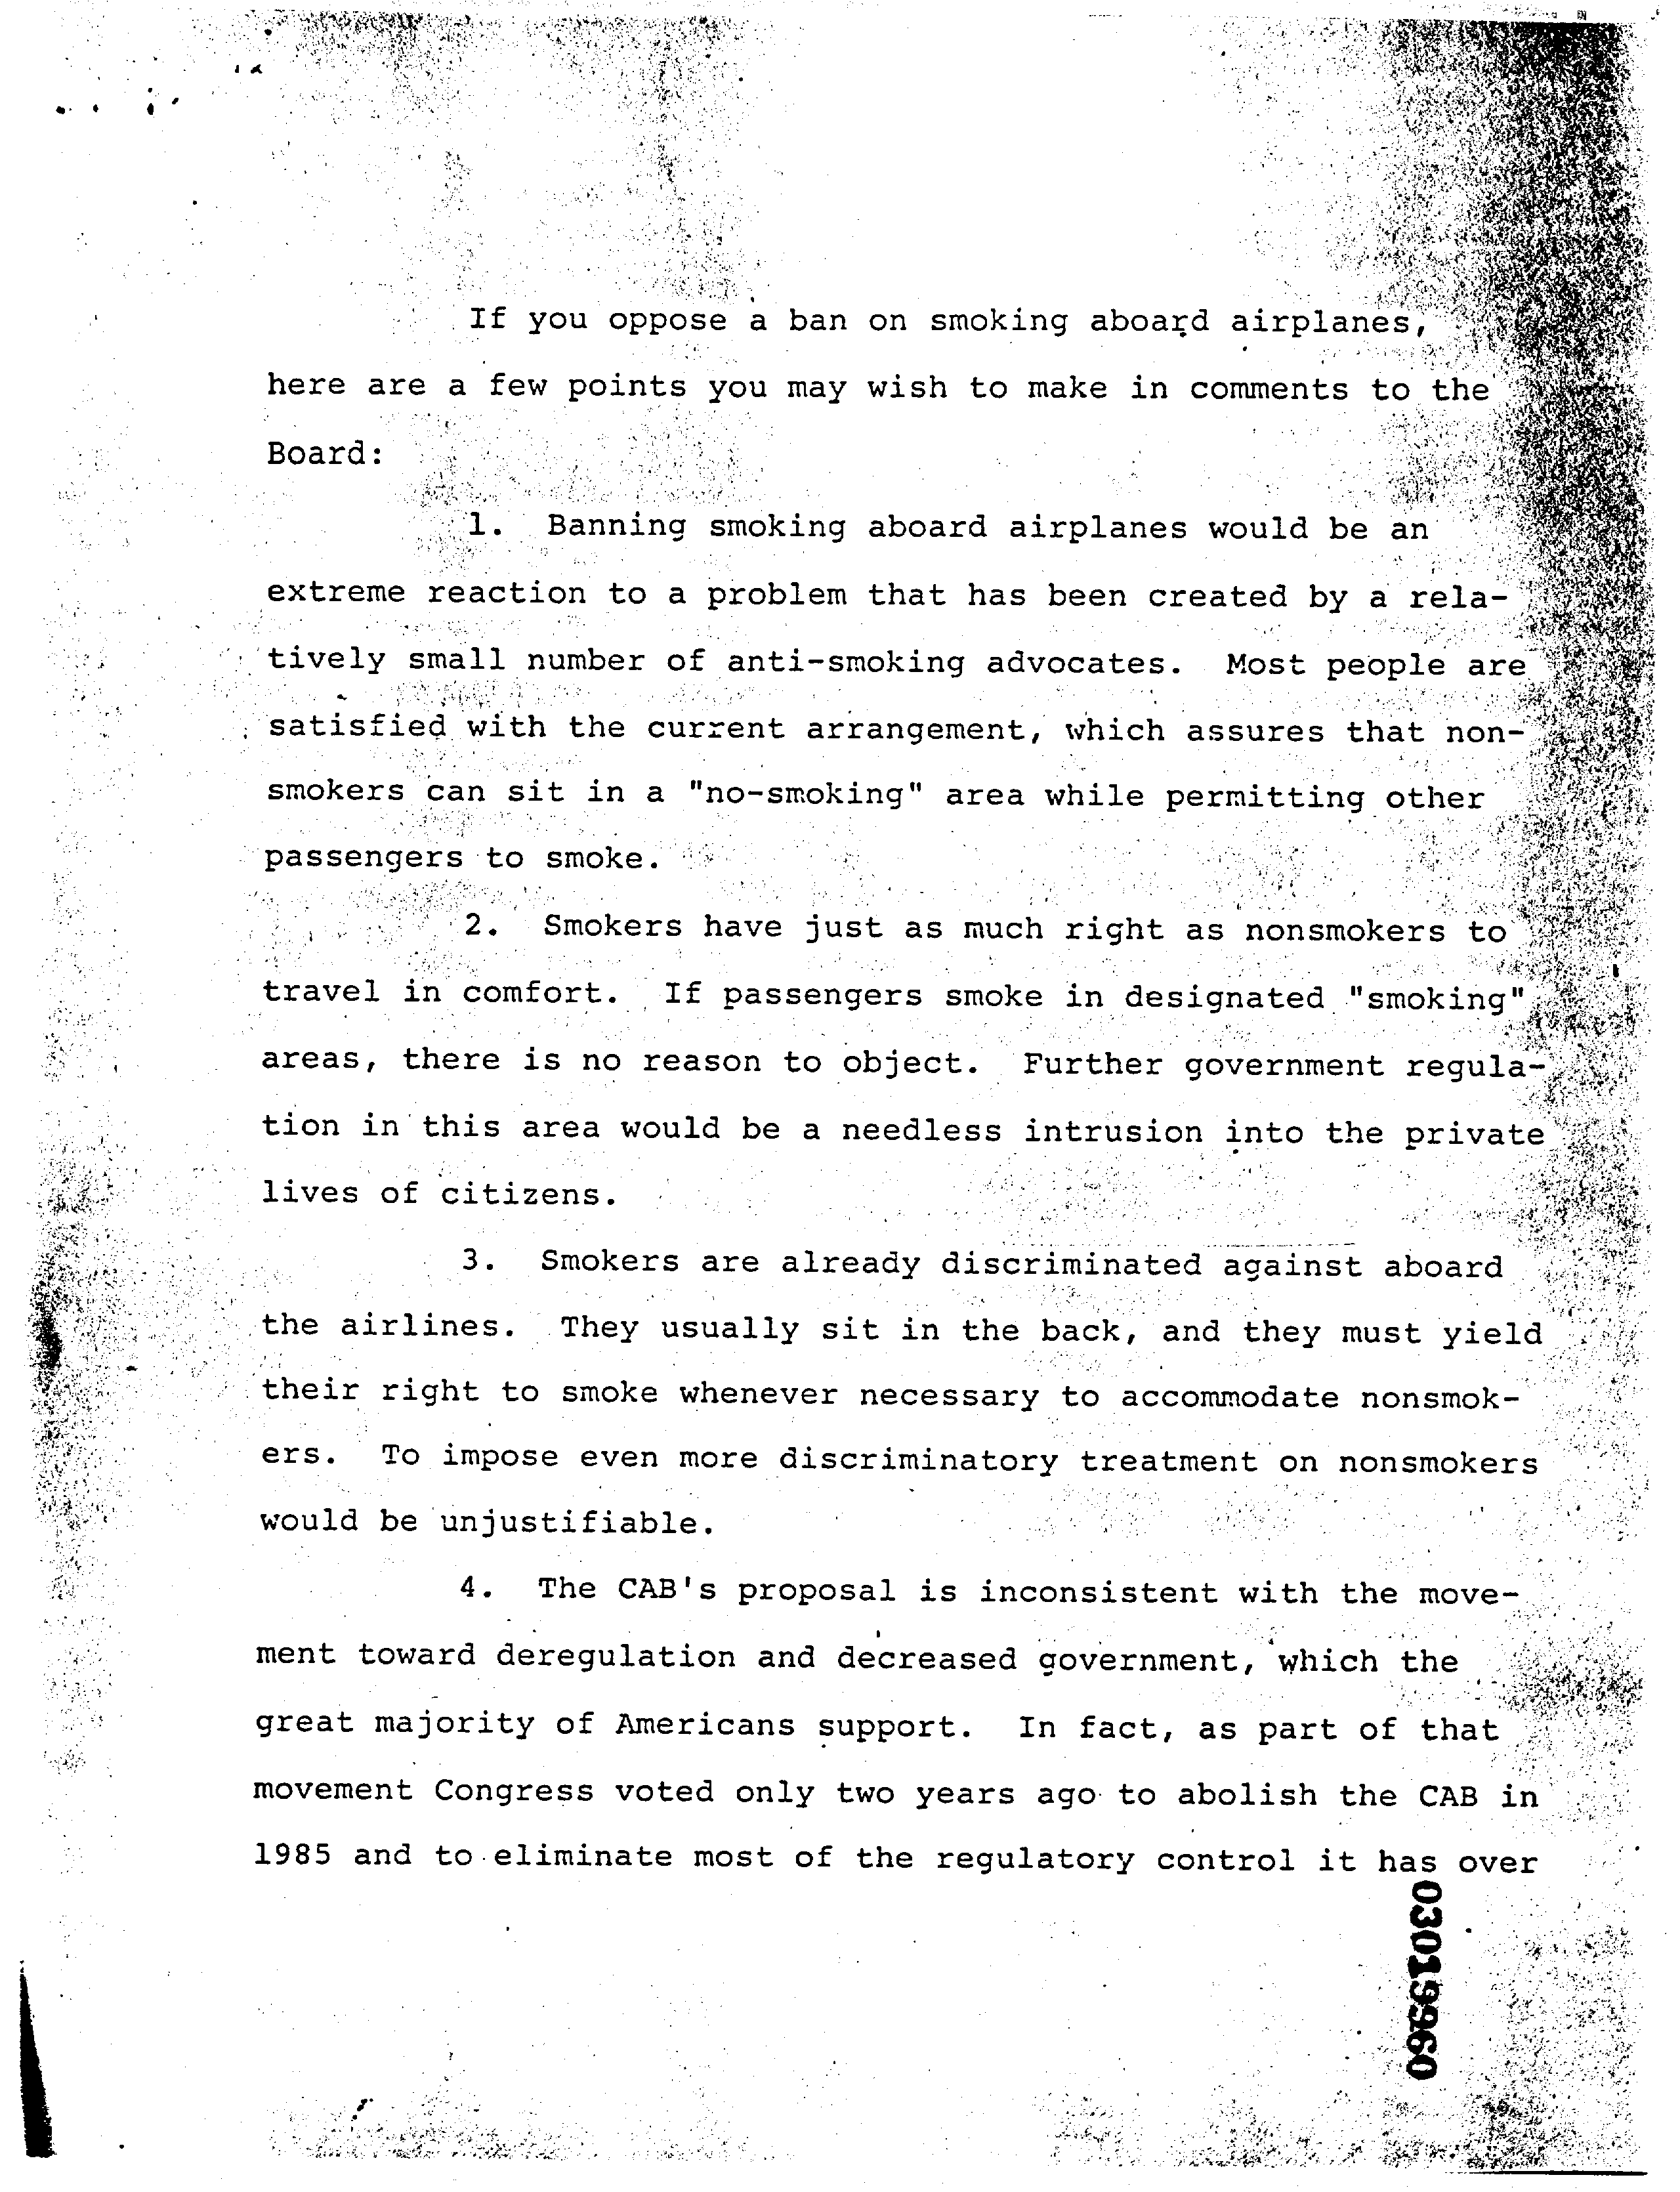 If you oppose a ban on smoking aboard airplanes,
here are a few points you may wish to make in comments to the
Board:
1. Banning smoking aboard airplanes would be an
extreme reaction to a problem that has been created by a rela-
tively small number of anti-smoking advocates. Most people are
satisfied with the current arrangement, which assures that non-
smokers can sit in a "no-smoking" area while permitting other
passengers to smoke.
2. Smokers have just as much right as nonsmokers to
travel in comfort. If passengers smoke in designated "smoking"
areas, there is no reason to object. Further government regula-
tion in this area would be a needless intrusion into the private
lives of citizens.
3. Smokers are already discriminated against aboard
the airlines. They usually sit in the back, and they must yield
their right to smoke whenever necessary to accommodate nonsmok-
ers. To impose even more discriminatory treatment on nonsmokers
would be unjustifiable.
4. The CAB's proposal is inconsistent with the move-
ment toward deregulation and decreased government, which the
great majority of Americans support. In fact, as part of that
movement Congress voted only two years ago to abolish the CAB in
1985 and to eliminate most of the regulatory control it has over
03019960